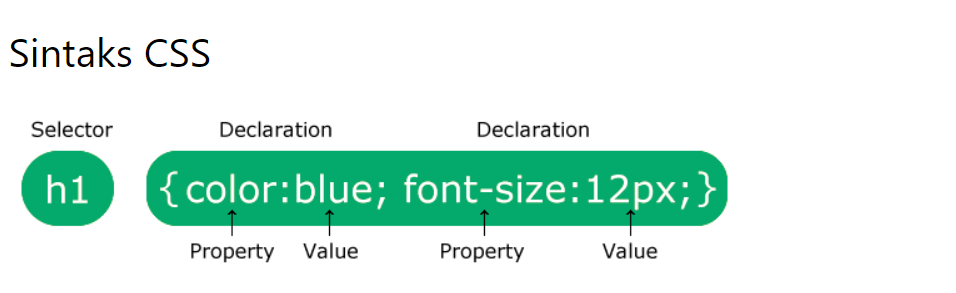 Sintaks CSS
Selector Declaration Declaration
h1 {color:blue; font-size:12px;}
Property Value Property Value